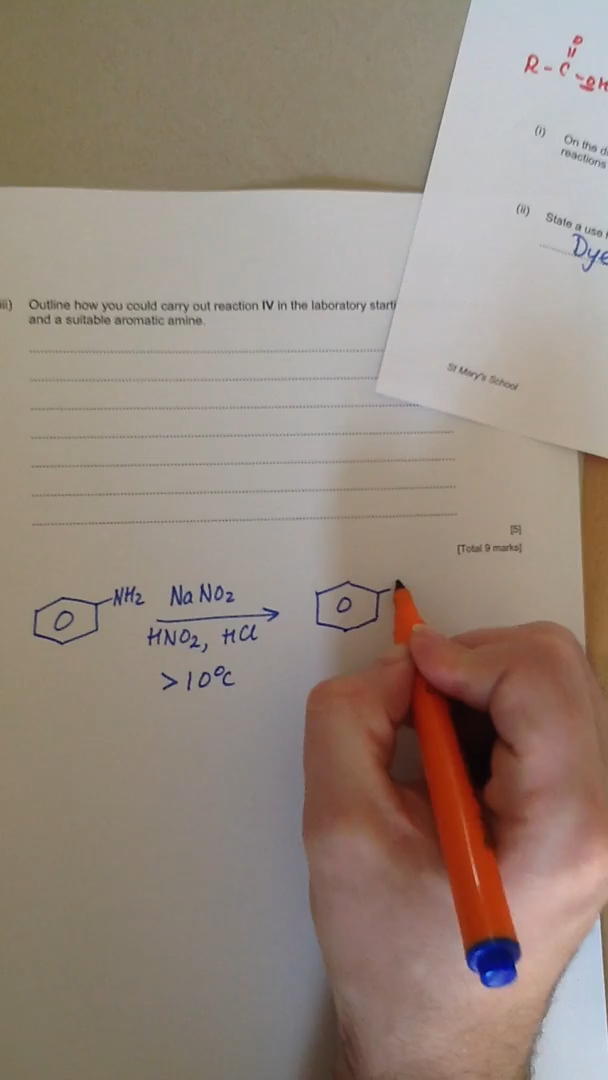 R-C
O
OH
(i) On the
reactions
(ii) State a use
Dye
St Mary's School
iii) Outline how you could carry out reaction IV in the laboratory
and a suitable aromatic amine.
[5]
[Total 9 marks]
NH2 NaNO2
HNO2, HCl
>10°C